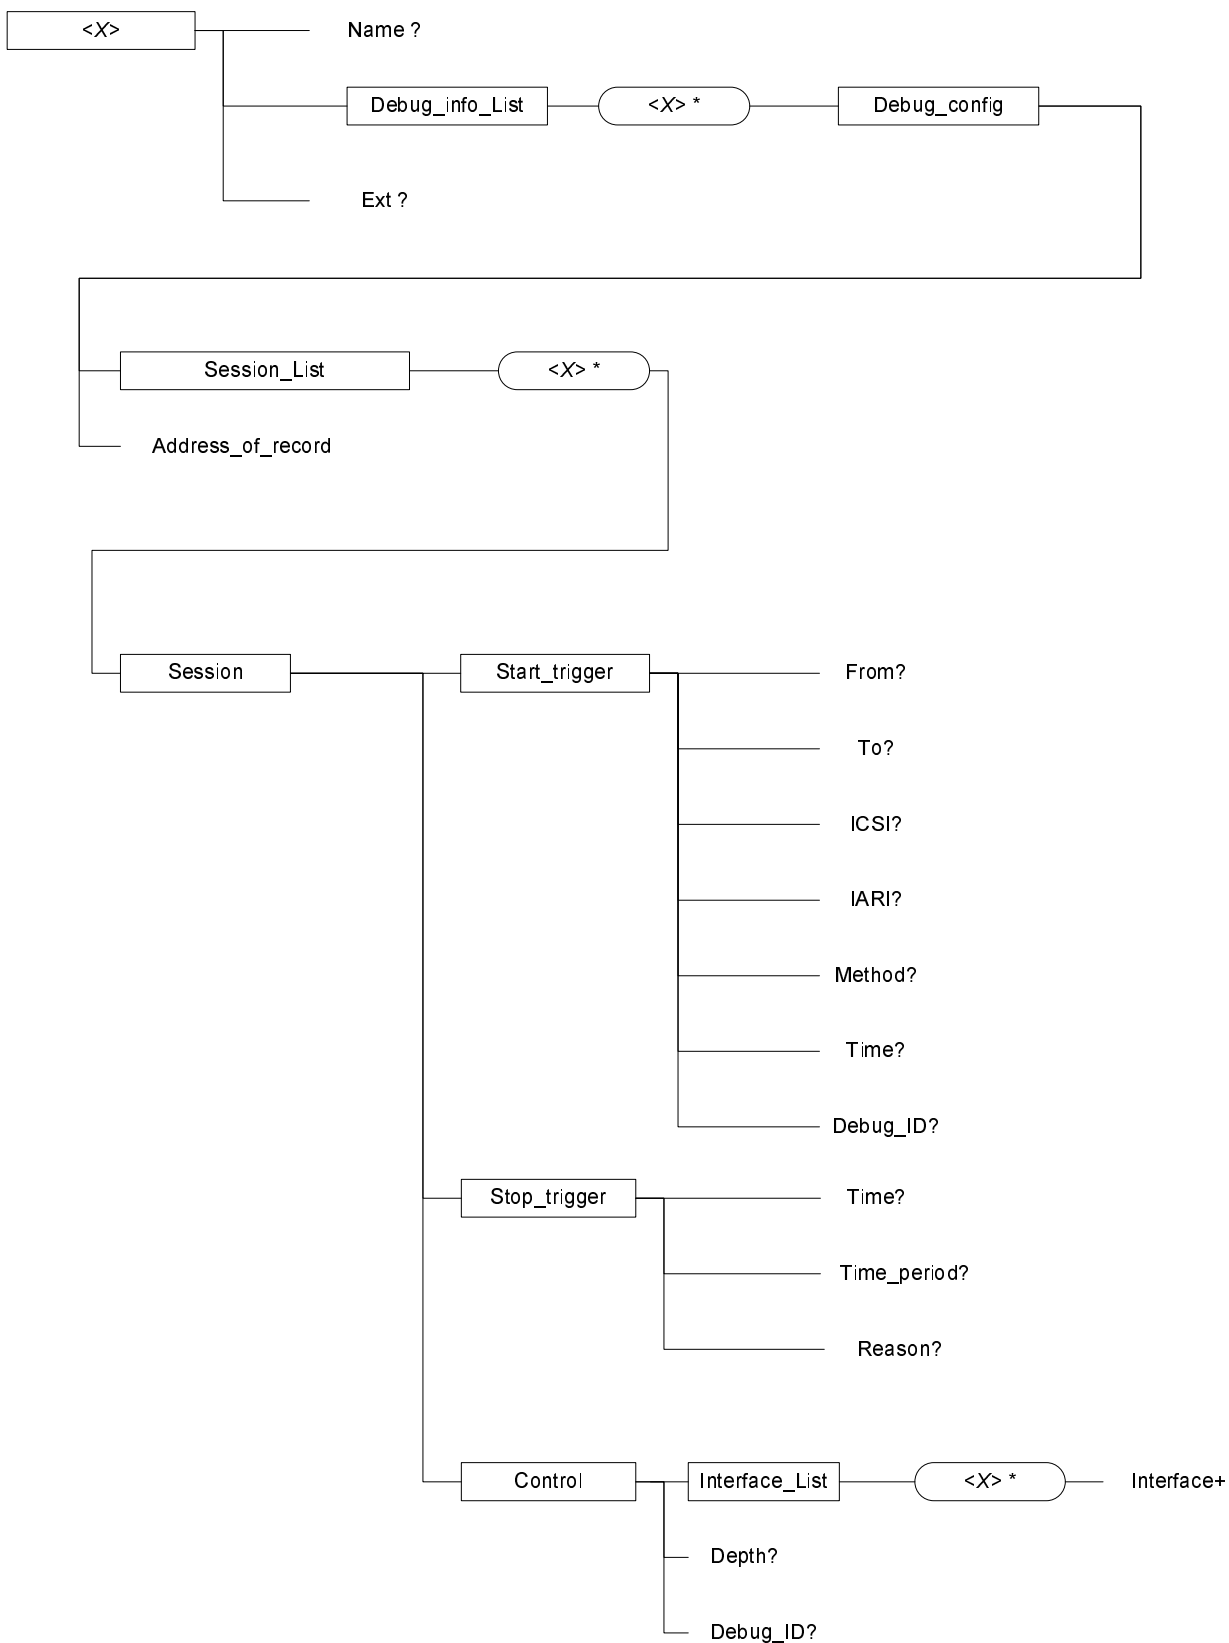 <X>
Name ?
Debug_info_List
<X> *
Debug_config
Ext ?
Session_List
<X> *
Address_of_record
Session
Start_trigger
From?
To?
ICSI?
IARI?
Method?
Time?
Debug_ID?
Stop_trigger
Time?
Time_period?
Reason?
Control
Interface_List
<X> *
Interface+
Depth?
Debug_ID?